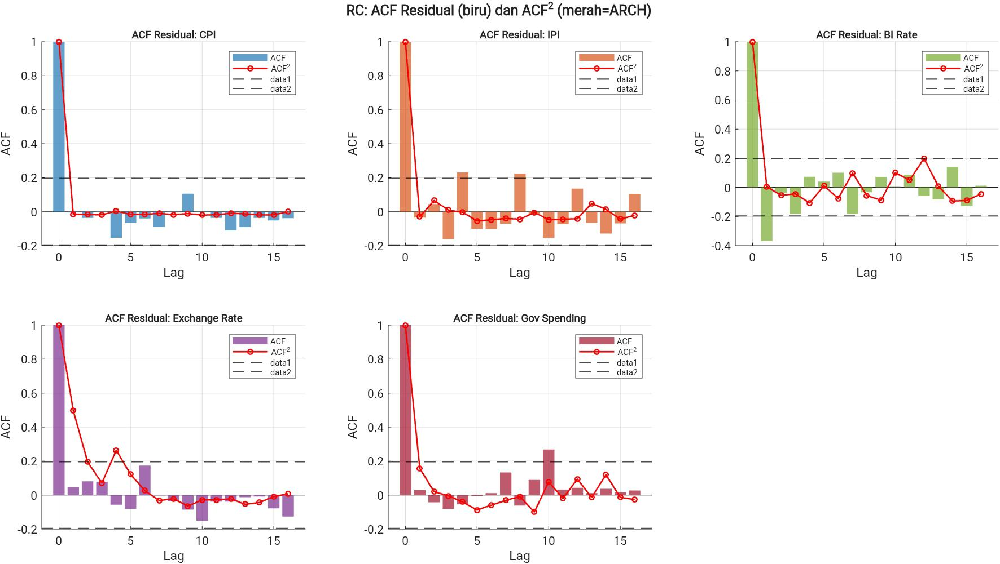 RC: ACF Residual (biru) dan ACF² (merah=ARCH)
ACF Residual: CPI
1
0.8
0.6
0.4
0.2
0
-0.2
ACF
0 5 10 15
Lag
ACF
ACF²
data1
data2
ACF Residual: IPI
1
0.8
0.6
0.4
0.2
0
-0.2
ACF
0 5 10 15
Lag
ACF
ACF²
data1
data2
ACF Residual: BI Rate
1
0.8
0.6
0.4
0.2
0
-0.2
-0.4
ACF
0 5 10 15
Lag
ACF
ACF²
data1
data2
ACF Residual: Exchange Rate
1
0.8
0.6
0.4
0.2
0
-0.2
ACF
0 5 10 15
Lag
ACF
ACF²
data1
data2
ACF Residual: Gov Spending
1
0.8
0.6
0.4
0.2
0
-0.2
ACF
0 5 10 15
Lag
ACF
ACF²
data1
data2